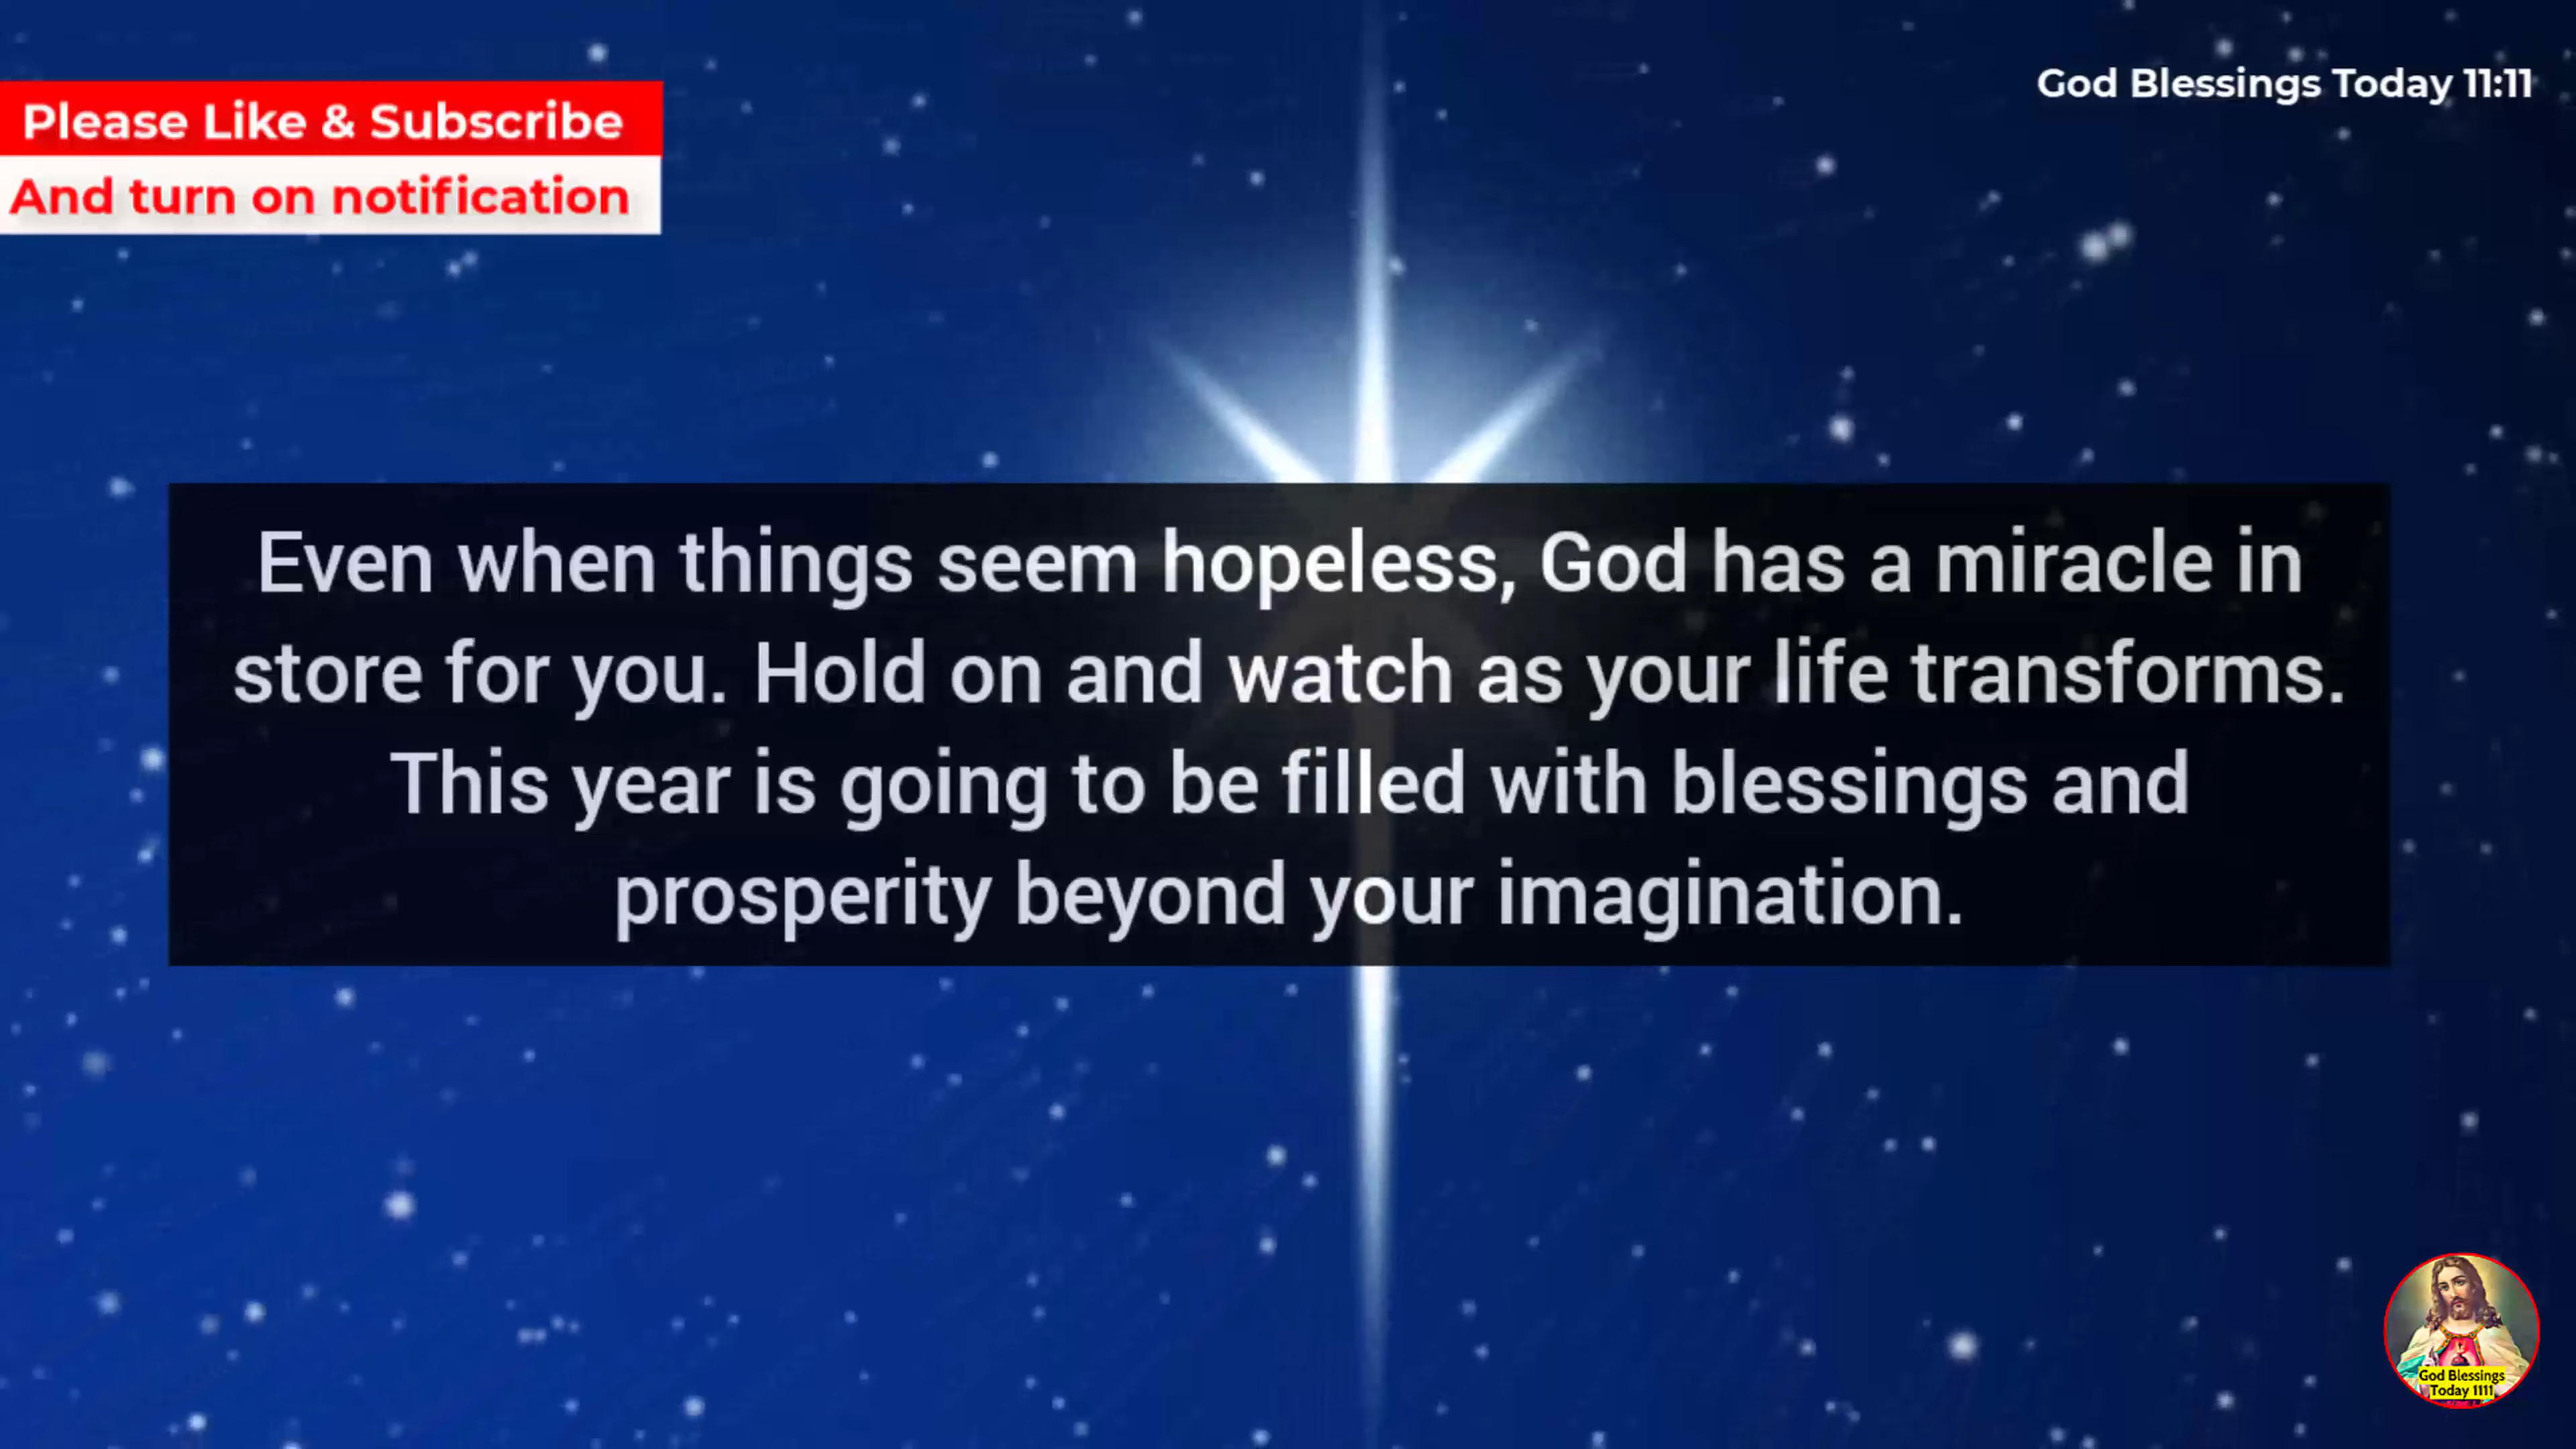 Please Like & Subscribe
And turn on notification
God Blessings Today 11:11
Even when things seem hopeless, God has a miracle in
store for you. Hold on and watch as your life transforms.
This year is going to be filled with blessings and
prosperity beyond your imagination.
God Blessings
Today 1111